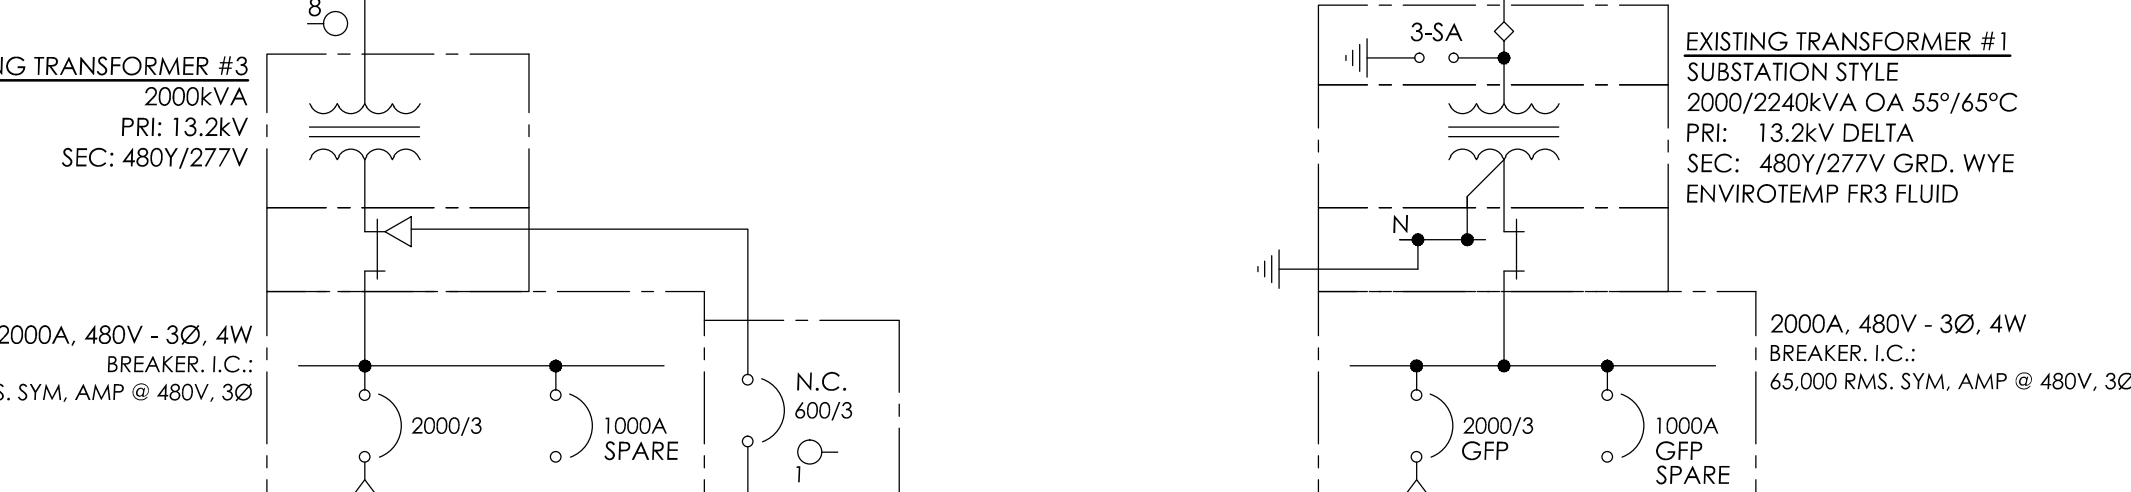 8
NG TRANSFORMER #3
2000kVA
PRI: 13.2kV
SEC: 480Y/277V
2000A, 480V - 3Ø, 4W
BREAKER. I.C.:
S. SYM, AMP @ 480V, 3Ø
2000/3
1000A
SPARE
N.C.
600/3
1
3-SA
EXISTING TRANSFORMER #1
SUBSTATION STYLE
2000/2240kVA OA 55°/65°C
PRI: 13.2kV DELTA
SEC: 480Y/277V GRD. WYE
ENVIROTEMP FR3 FLUID
N
2000A, 480V - 3Ø, 4W
BREAKER. I.C.:
65,000 RMS. SYM, AMP @ 480V, 3Ø
2000/3
GFP
1000A
GFP
SPARE